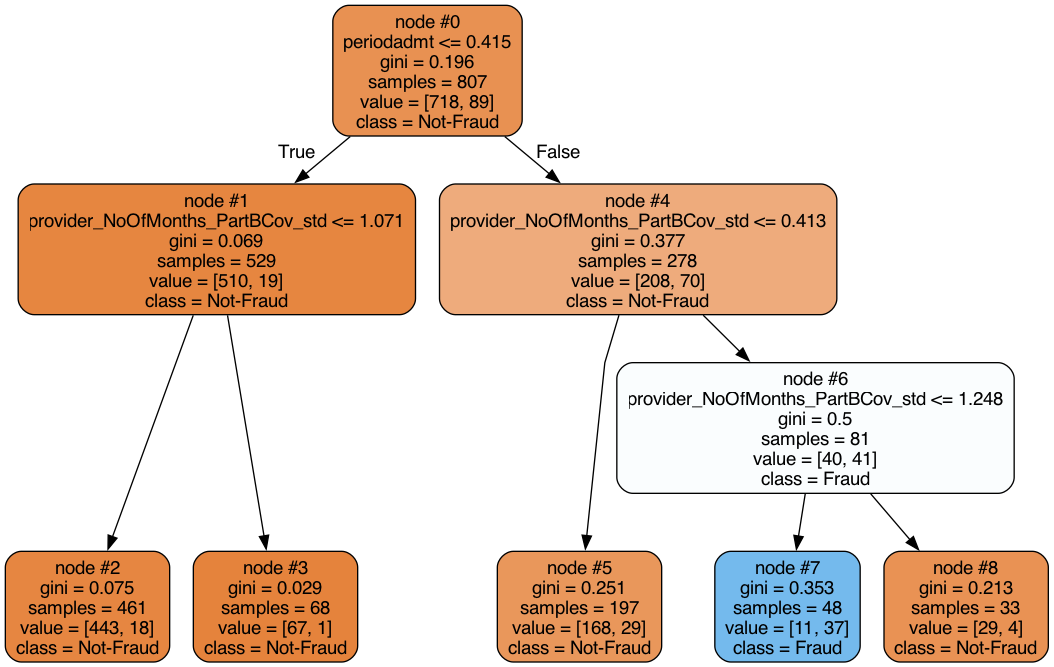 node #0
periodadmt <= 0.415
gini = 0.196
samples = 807
value = [718, 89]
class = Not-Fraud
True
False
node #1
provider_NoOfMonths_PartBCov_std <= 1.071
gini = 0.069
samples = 529
value = [510, 19]
class = Not-Fraud
node #4
provider_NoOfMonths_PartBCov_std <= 0.413
gini = 0.377
samples = 278
value = [208, 70]
class = Not-Fraud
node #6
provider_NoOfMonths_PartBCov_std <= 1.248
gini = 0.5
samples = 81
value = [40, 41]
class = Fraud
node #2
gini = 0.075
samples = 461
value = [443, 18]
class = Not-Fraud
node #3
gini = 0.029
samples = 68
value = [67, 1]
class = Not-Fraud
node #5
gini = 0.251
samples = 197
value = [168, 29]
class = Not-Fraud
node #7
gini = 0.353
samples = 48
value = [11, 37]
class = Fraud
node #8
gini = 0.213
samples = 33
value = [29, 4]
class = Not-Fraud